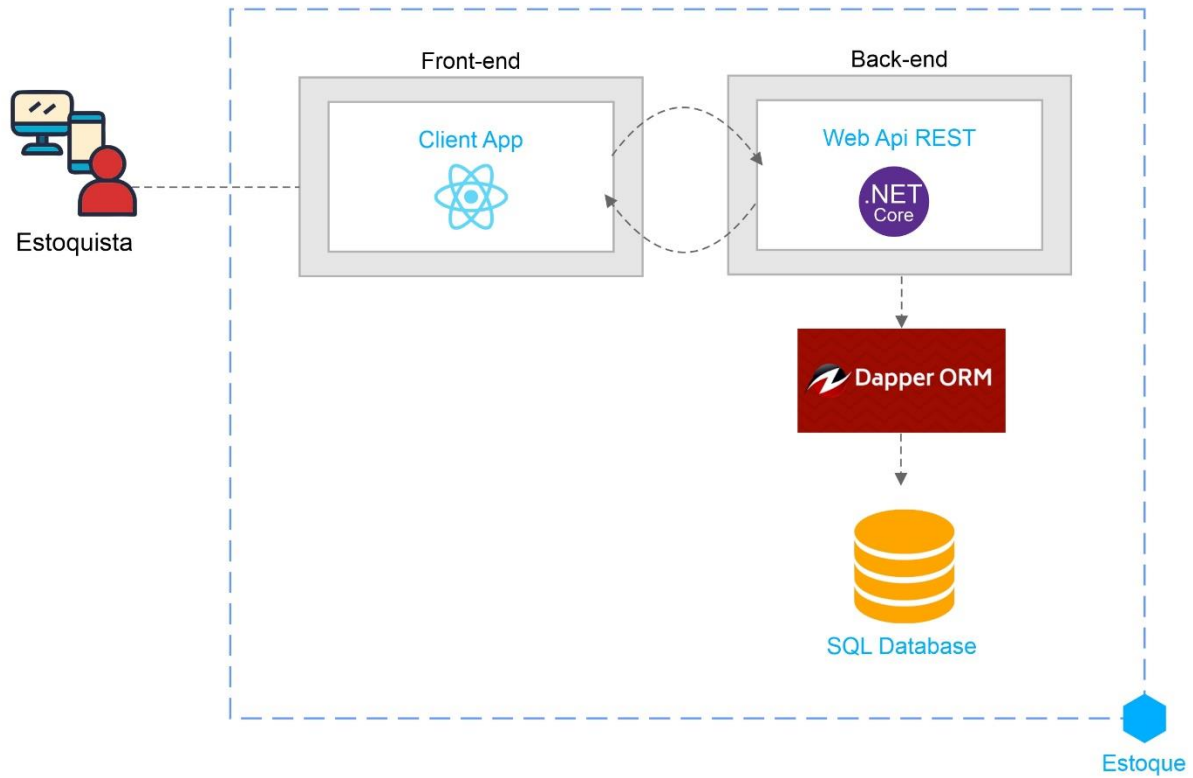 Front-end
Back-end
Client App
Web Api REST
.NET
Core
Estoquista
Dapper ORM
SQL Database
Estoque